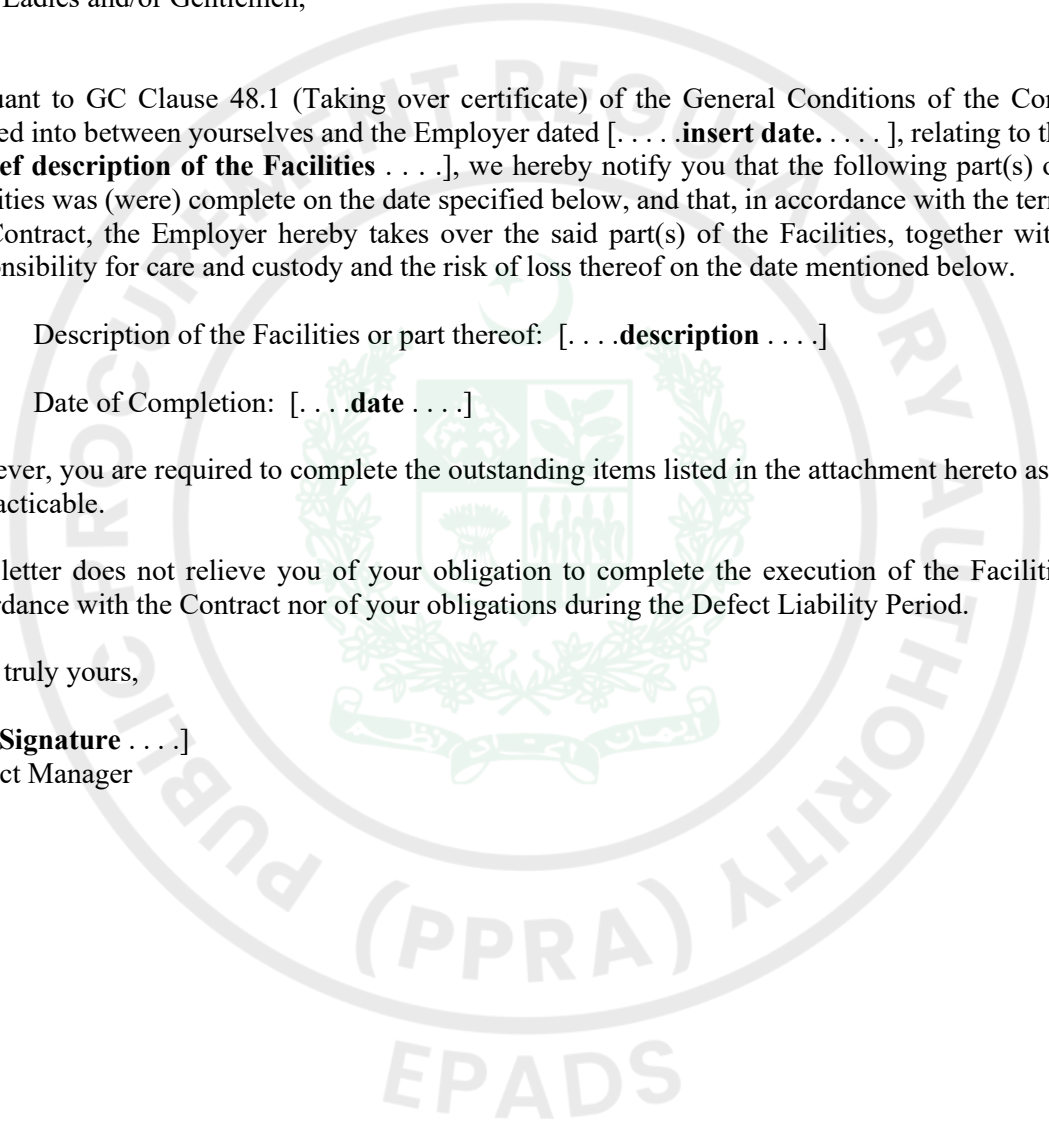 Ladies and/or Gentlemen,
uant to GC Clause 48.1 (Taking over certificate) of the General Conditions of the Con
ed into between yourselves and the Employer dated [. . . . .insert date. . . . . ], relating to th
ef description of the Facilities . . . .], we hereby notify you that the following part(s) o
ities was (were) complete on the date specified below, and that, in accordance with the ter
Contract, the Employer hereby takes over the said part(s) of the Facilities, together wit
onsibility for care and custody and the risk of loss thereof on the date mentioned below.
Description of the Facilities or part thereof: [. . . .description . . . .]
Date of Completion: [. . . .date . . . .]
ever, you are required to complete the outstanding items listed in the attachment hereto as
acticable.
letter does not relieve you of your obligation to complete the execution of the Faciliti
rdance with the Contract nor of your obligations during the Defect Liability Period.
truly yours,
Signature . . . .]
ct Manager
PUBLIC PROCUREMENT REGULATORY AUTHORITY
(PPRA)
EPADS